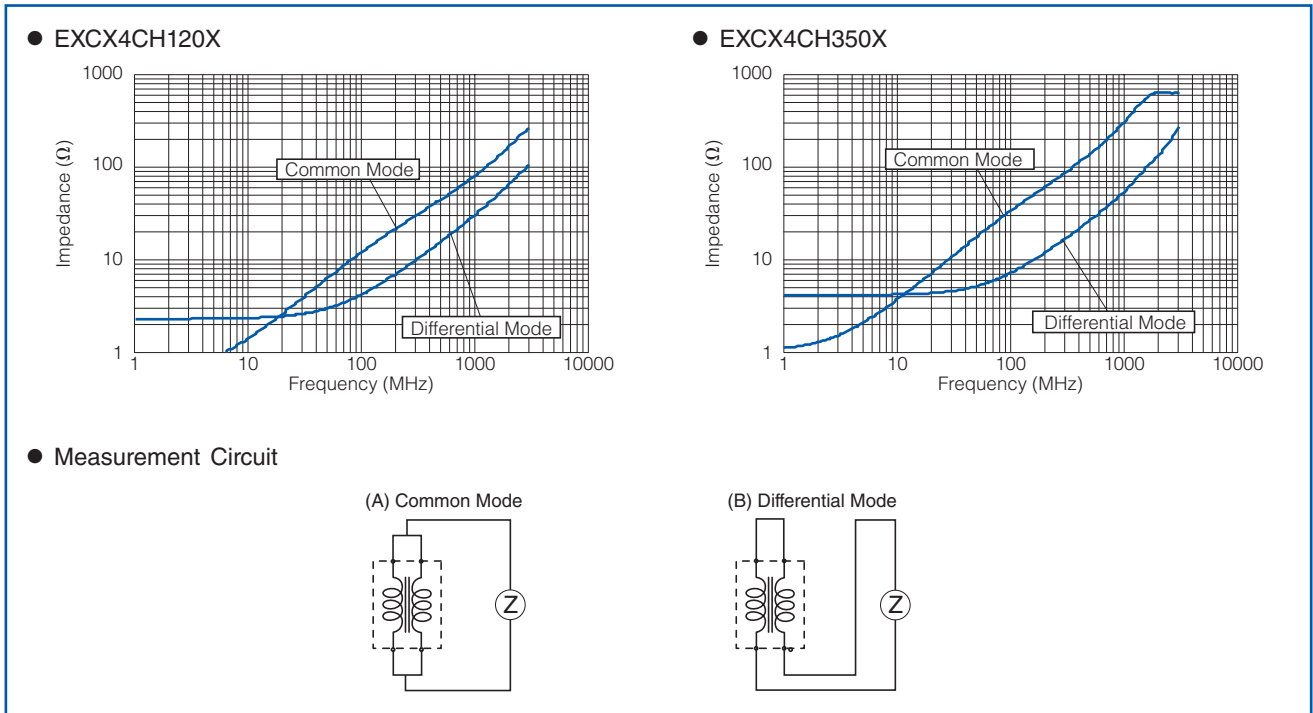 ● EXCX4CH120X
1000
100
10
1
Impedance (Ω)
Common Mode
Differential Mode
1 10 100 1000 10000
Frequency (MHz)
● EXCX4CH350X
1000
100
10
1
Impedance (Ω)
Common Mode
Differential Mode
1 10 100 1000 10000
Frequency (MHz)
● Measurement Circuit
(A) Common Mode
Z
(B) Differential Mode
Z